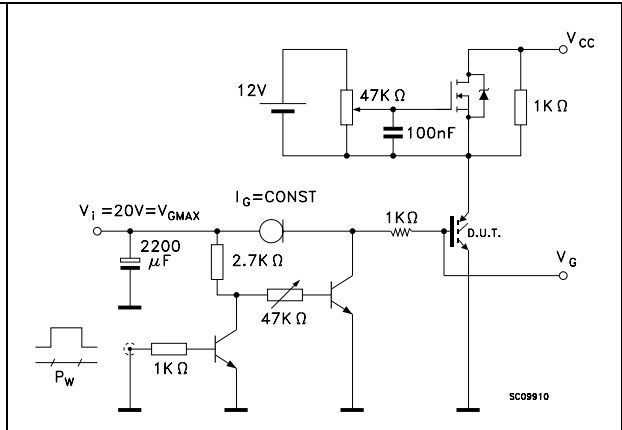 V CC
12V
47K Ω
1K Ω
100nF
I G =CONST
V i =20V=V GMAX
1K Ω
D.U.T.
2200
μF
2.7K Ω
V G
47K Ω
1K Ω
P W
SC09910